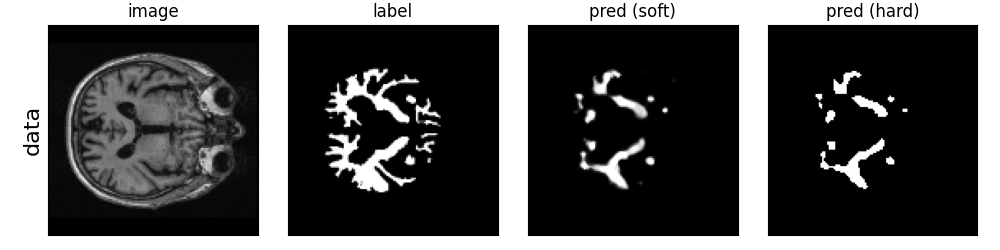 image
label
pred (soft)
pred (hard)
data